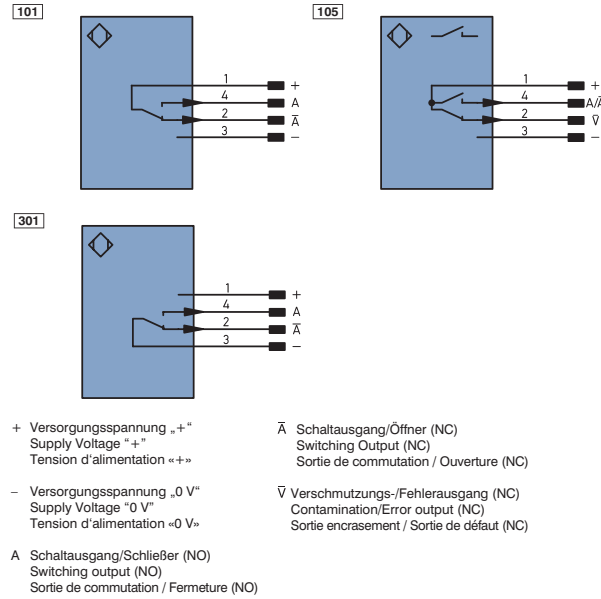 101
1 +
4 A
2 A̅
3 –
105
1 +
4 A/A̅
2 V̅
3 –
301
1 +
4 A
2 A̅
3 –
+ Versorgungsspannung „+“
Supply Voltage “+”
Tension d‘alimentation «+»
– Versorgungsspannung „0 V“
Supply Voltage “0 V”
Tension d‘alimentation «0 V»
A Schaltausgang/Schließer (NO)
Switching output (NO)
Sortie de commutation / Fermeture (NO)
A̅ Schaltausgang/Öffner (NC)
Switching Output (NC)
Sortie de commutation / Ouverture (NC)
V̅ Verschmutzungs-/Fehlerausgang (NC)
Contamination/Error output (NC)
Sortie encrasement / Sortie de défaut (NC)